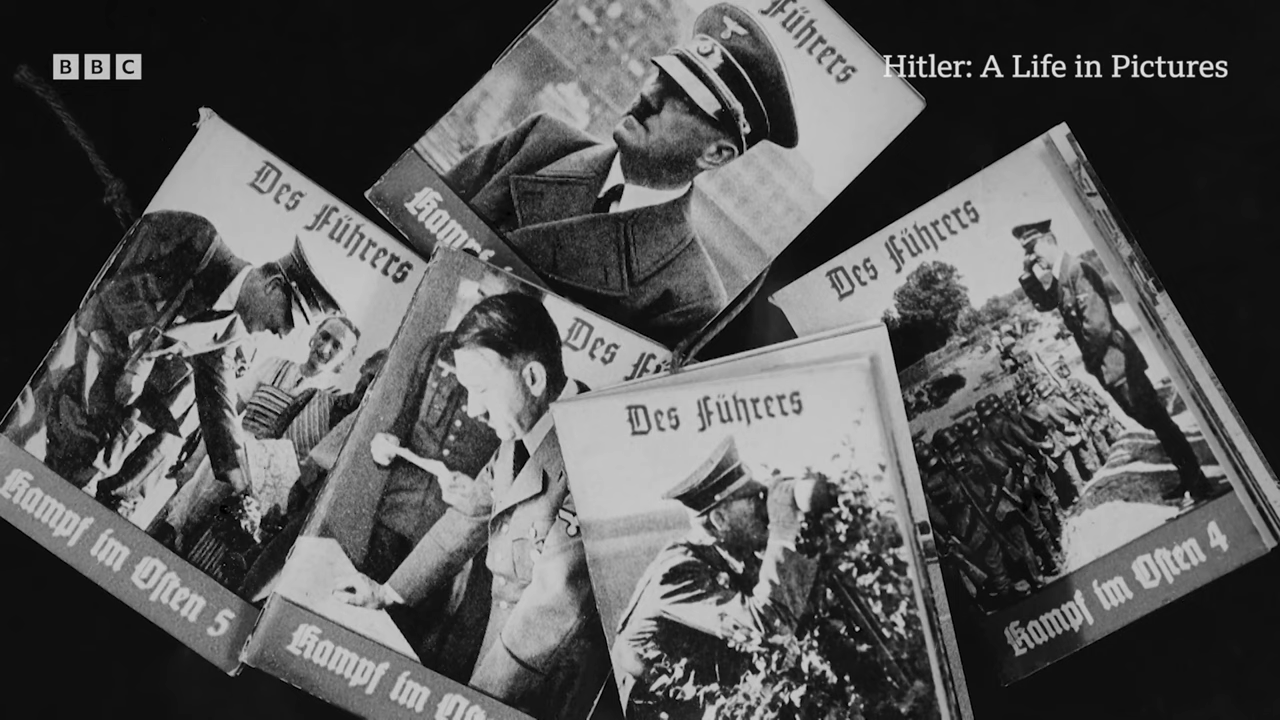 BBC
Hitler: A Life in Pictures
Führers
Kampf
Des Führers
Kampf im Osten 5
Des
Kampf im
Des Führers
Des Führers
Kampf im Osten 4